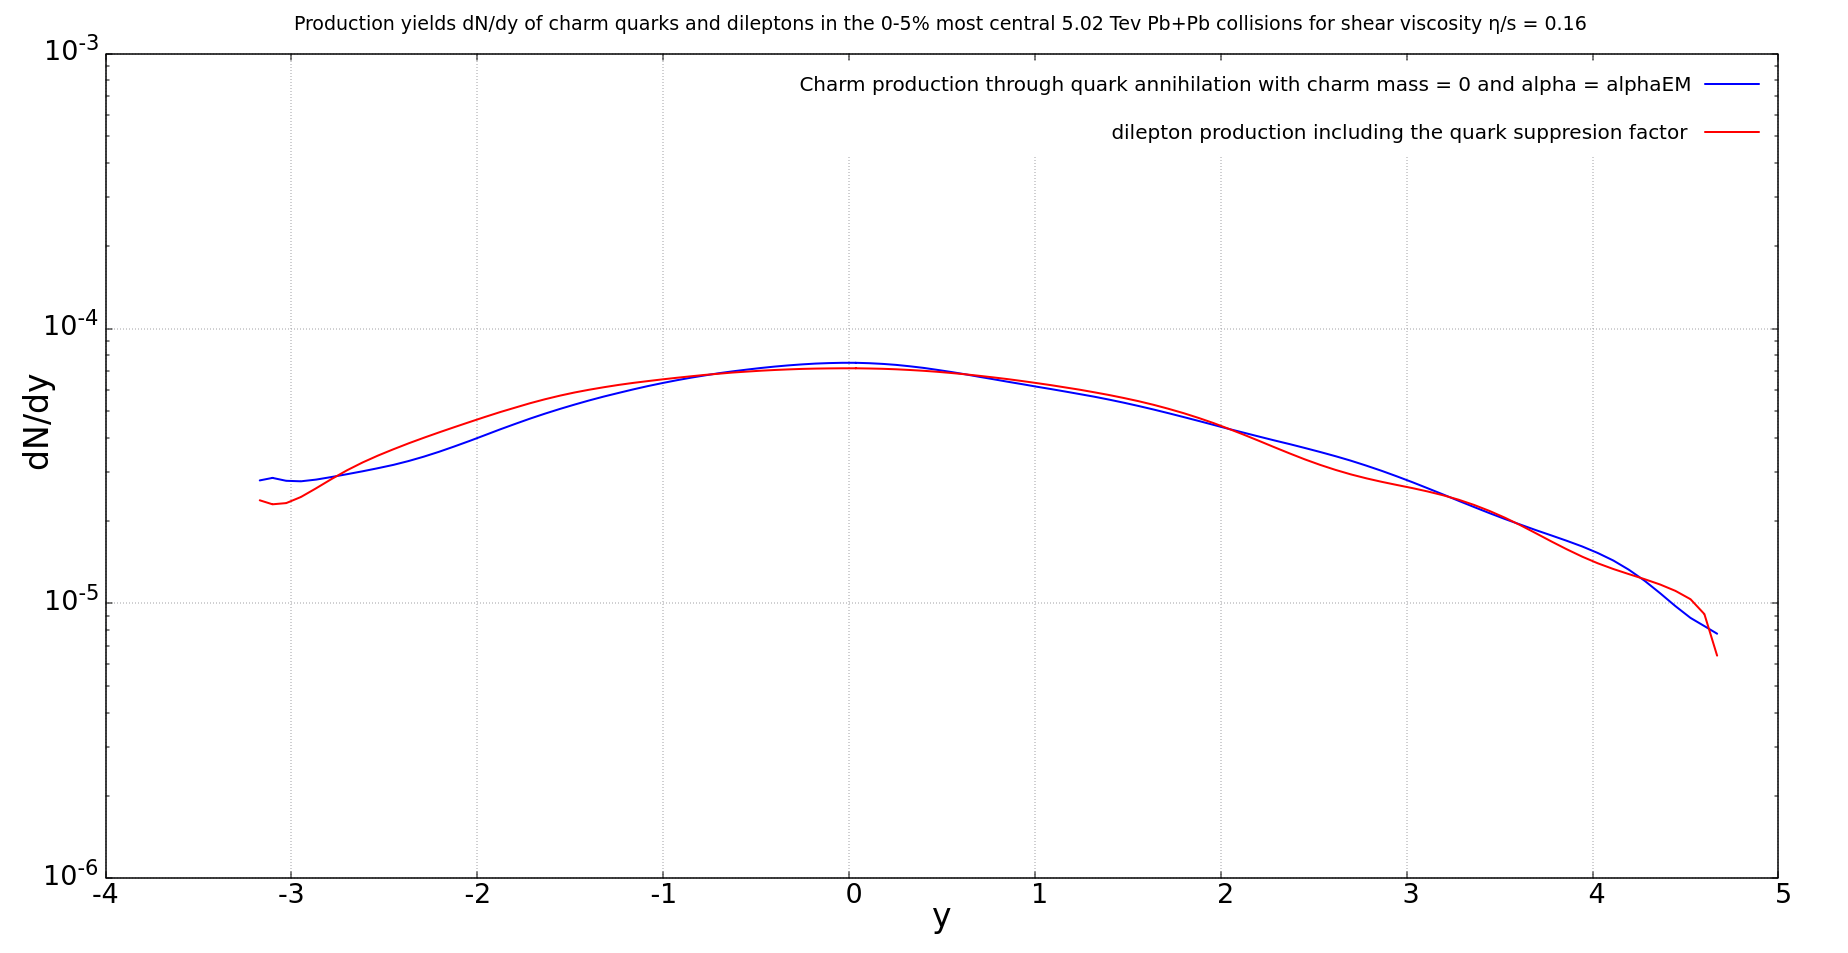 Production yields dN/dy of charm quarks and dileptons in the 0-5% most central 5.02 Tev Pb+Pb collisions for shear viscosity η/s = 0.16
Charm production through quark annihilation with charm mass = 0 and alpha = alphaEM
dilepton production including the quark suppresion factor
10^-3
10^-4
10^-5
10^-6
dN/dy
-4 -3 -2 -1 0 1 2 3 4 5
y